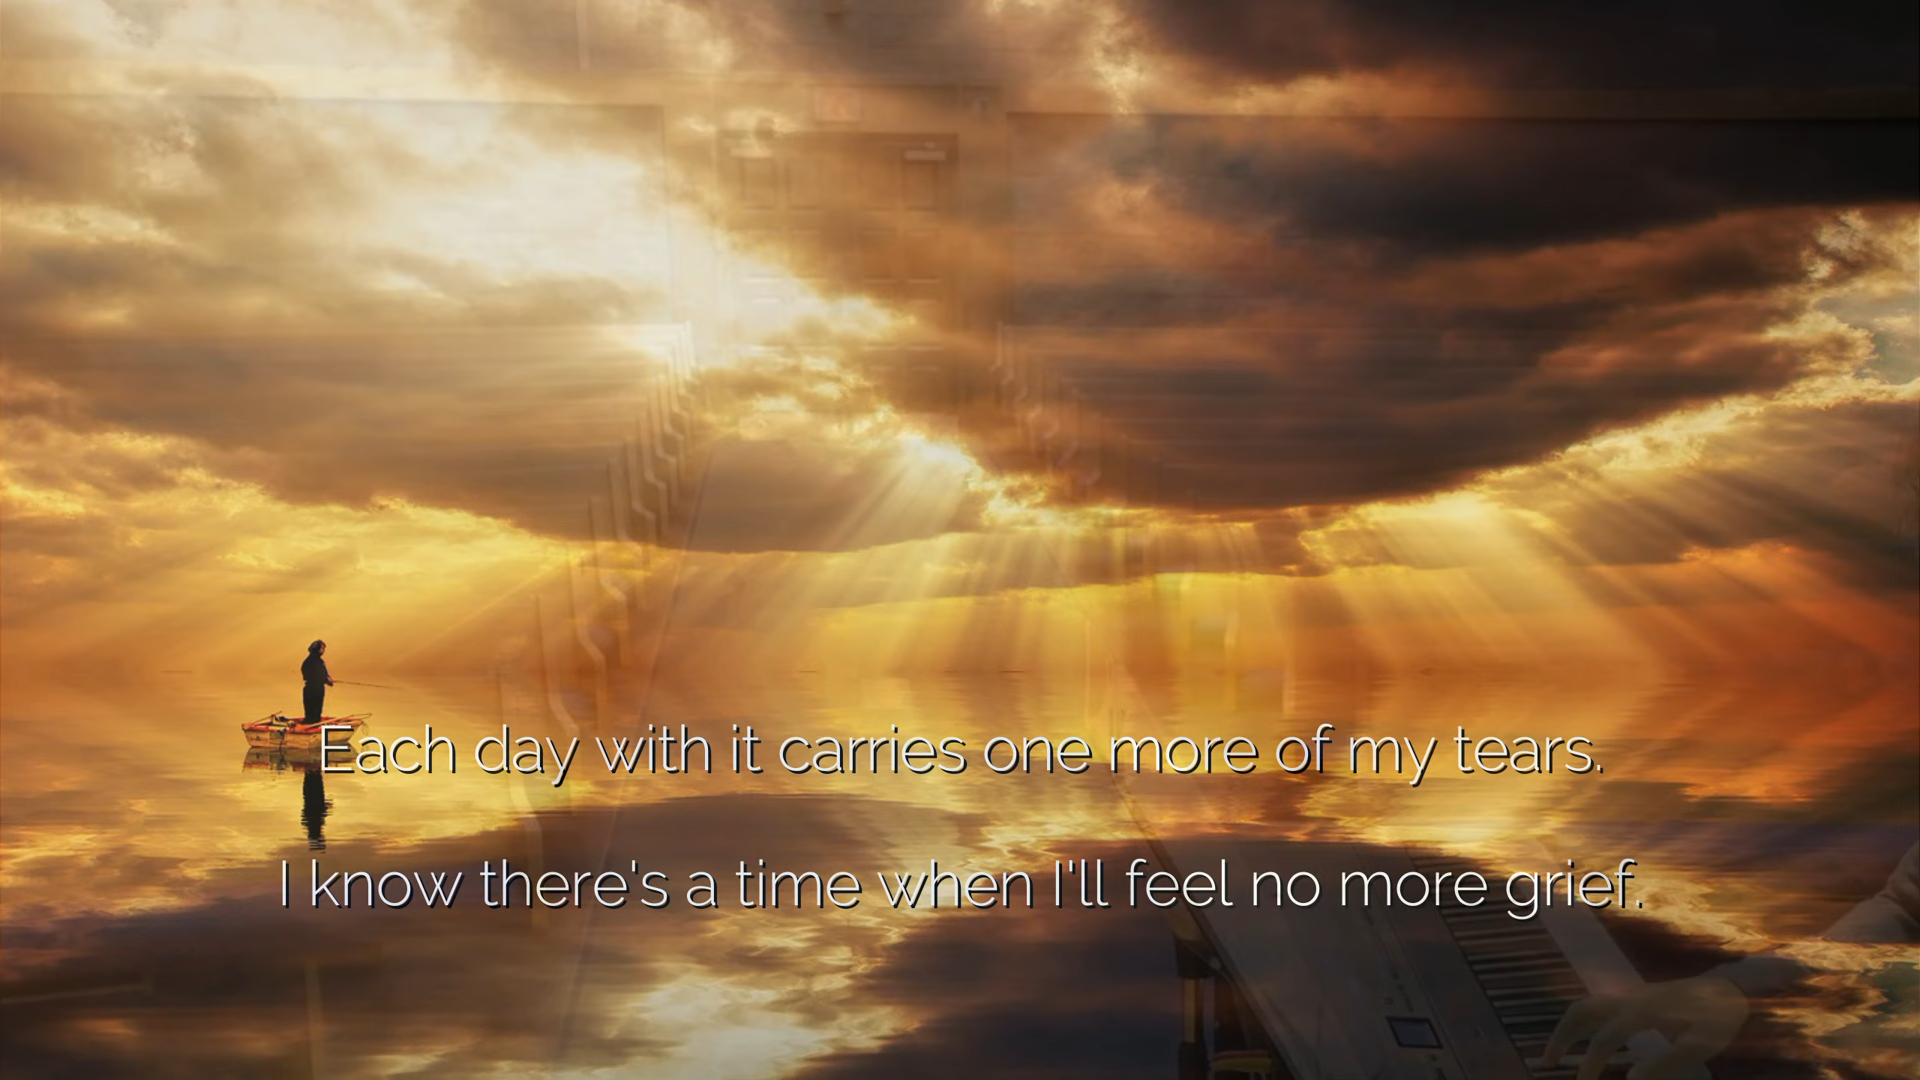 Each day with it carries one more of my tears.
I know there's a time when I'll feel no more grief.